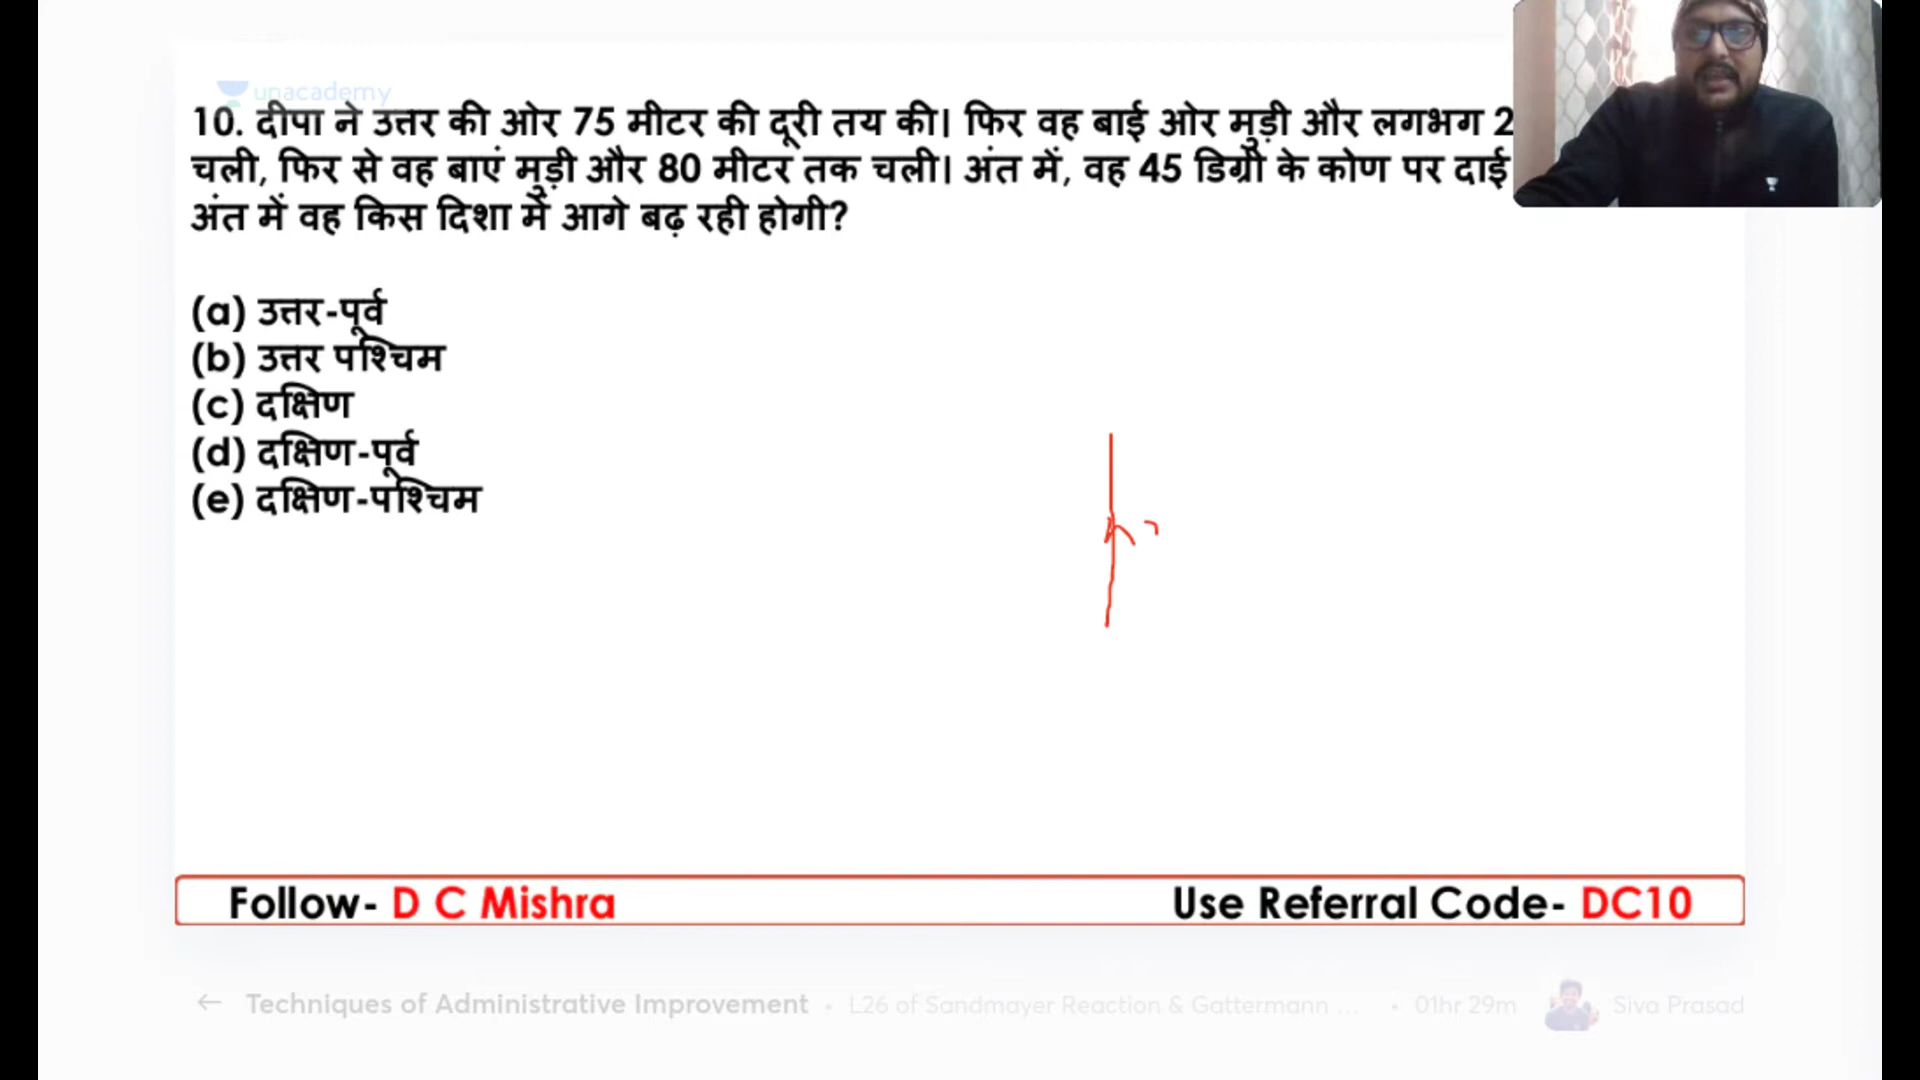 unacademy
10. दीपा ने उत्तर की ओर 75 मीटर की दूरी तय की। फिर वह बाई ओर मुड़ी और लगभग 2
चली, फिर से वह बाएं मुड़ी और 80 मीटर तक चली। अंत में, वह 45 डिग्री के कोण पर दाई
अंत में वह किस दिशा में आगे बढ़ रही होगी?
(a) उत्तर-पूर्व
(b) उत्तर पश्चिम
(c) दक्षिण
(d) दक्षिण-पूर्व
(e) दक्षिण-पश्चिम
Follow- D C Mishra
Use Referral Code- DC10
← Techniques of Administrative Improvement • L26 of Sandmayer Reaction & Gattermann ... • 01hr 29m Siva Prasad